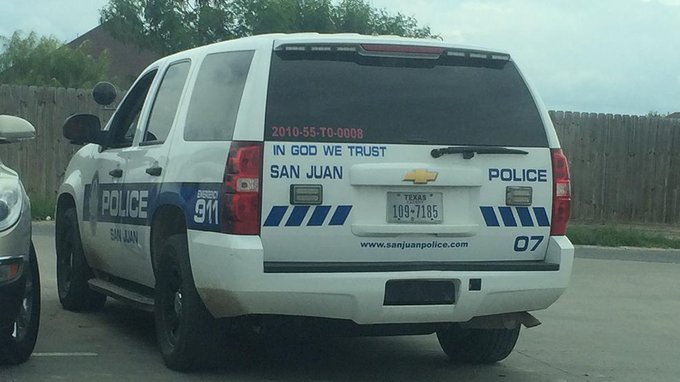 2010-55-T0-0008
IN GOD WE TRUST
SAN JUAN
POLICE
TEXAS
109·7185
www.sanjuanpolice.com
07
POLICE
SAN JUAN
EMERGENCY
911